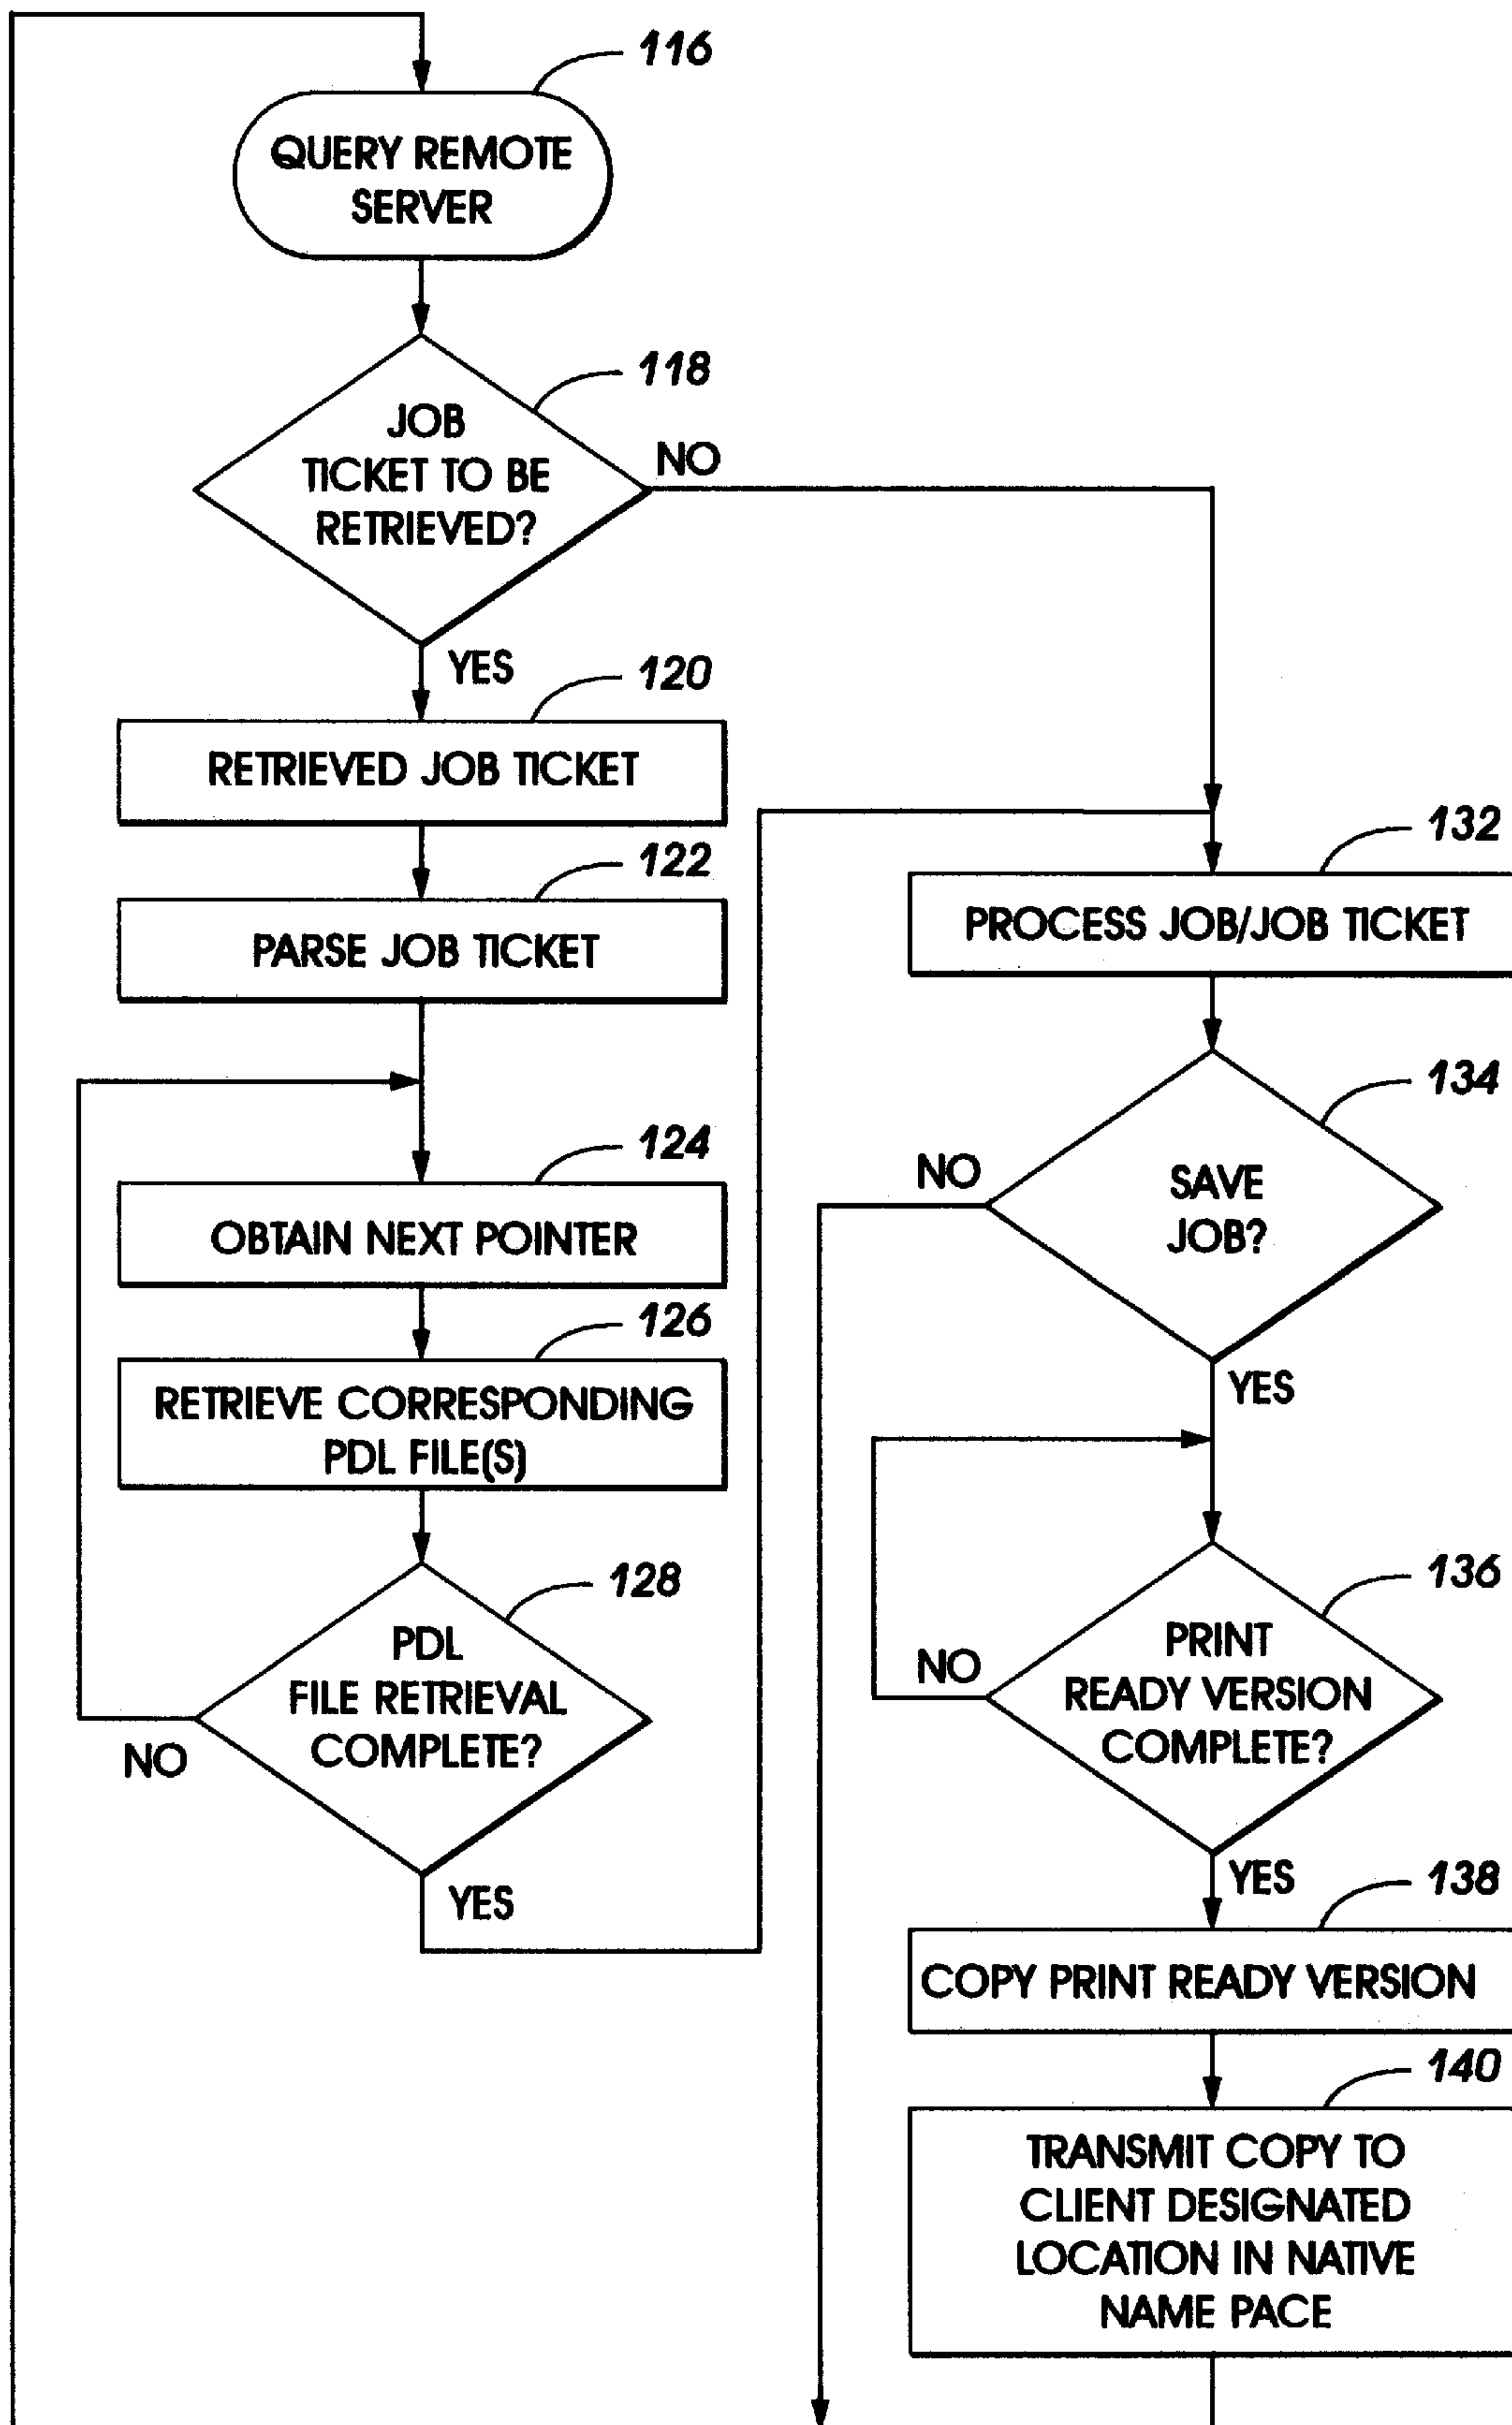 116
QUERY REMOTE
SERVER
118
JOB
TICKET TO BE
RETRIEVED?
NO
YES
120
RETRIEVED JOB TICKET
122
PARSE JOB TICKET
124
OBTAIN NEXT POINTER
126
RETRIEVE CORRESPONDING
PDL FILE(S)
128
PDL
FILE RETRIEVAL
COMPLETE?
NO
YES
132
PROCESS JOB/JOB TICKET
134
SAVE
JOB?
NO
YES
136
PRINT
READY VERSION
COMPLETE?
NO
YES
138
COPY PRINT READY VERSION
140
TRANSMIT COPY TO
CLIENT DESIGNATED
LOCATION IN NATIVE
NAME PACE